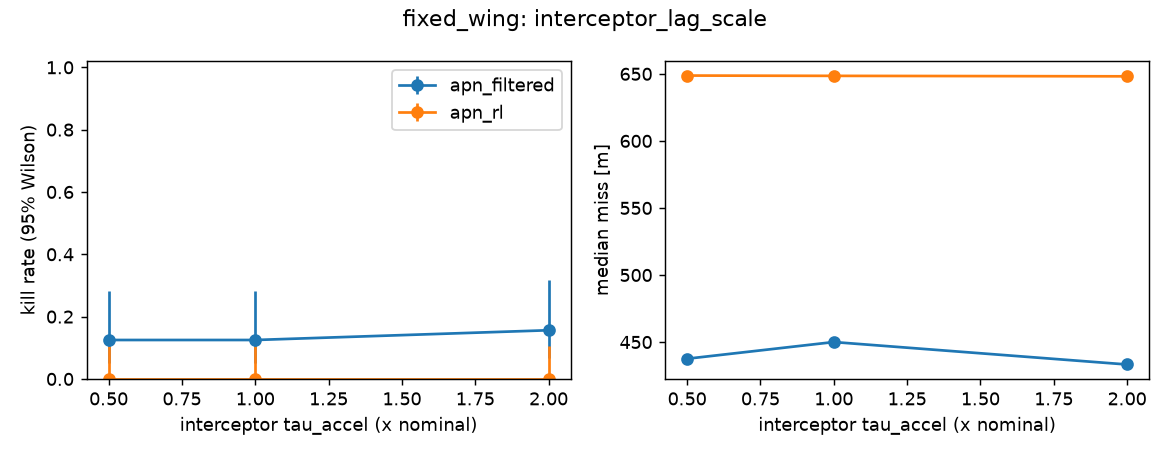 fixed_wing: interceptor_lag_scale
kill rate (95% Wilson)
1.0
0.8
0.6
0.4
0.2
0.0
apn_filtered
apn_rl
0.50 0.75 1.00 1.25 1.50 1.75 2.00
interceptor tau_accel (x nominal)
median miss [m]
650
600
550
500
450
0.50 0.75 1.00 1.25 1.50 1.75 2.00
interceptor tau_accel (x nominal)